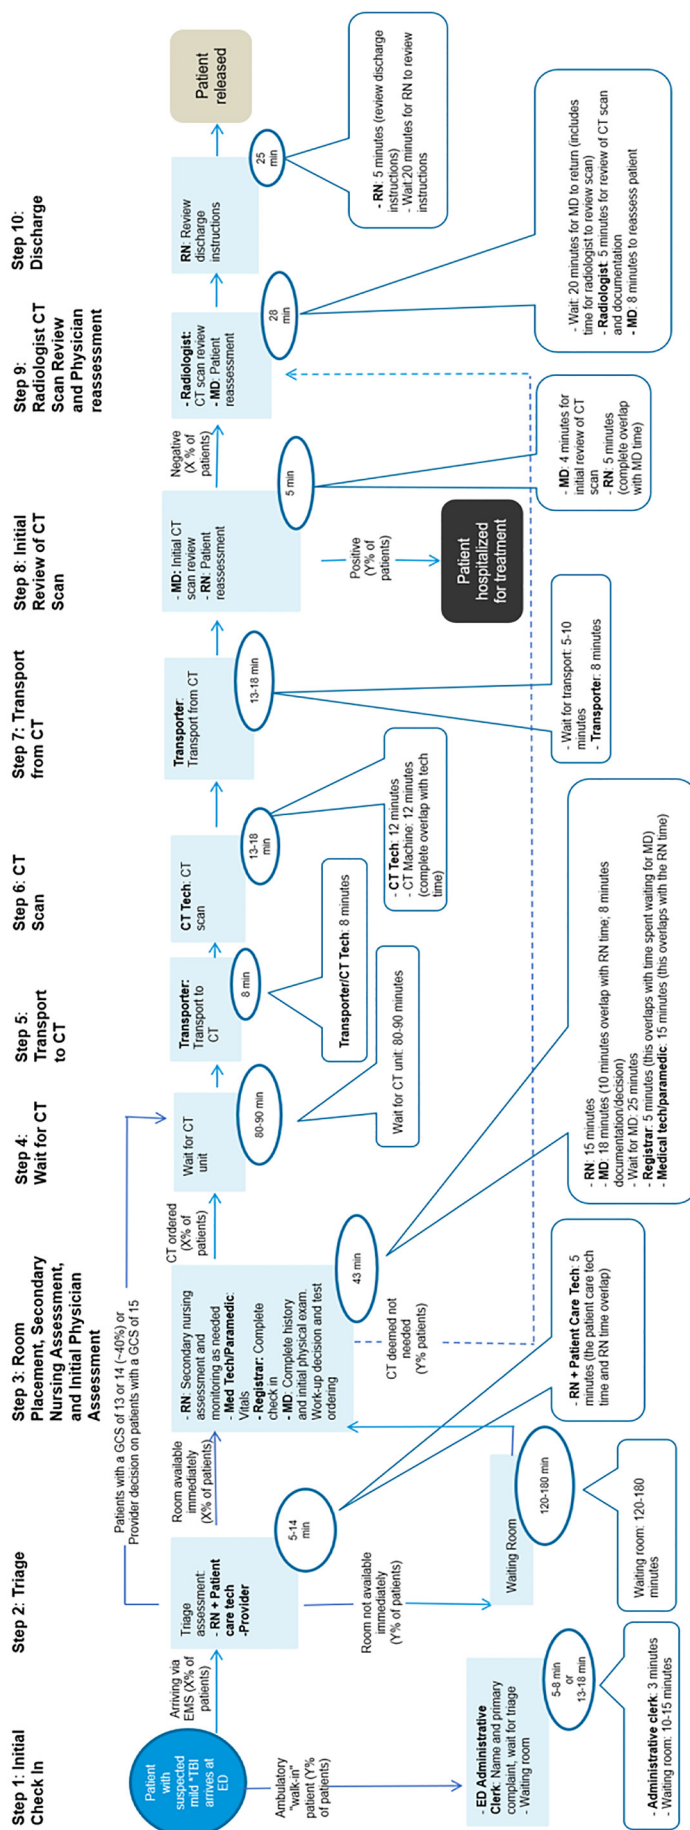 Step 1: Initial
Check In
Step 2: Triage
Step 3: Room
Placement, Secondary
Nursing Assessment,
and Initial Physician
Assessment
Step 4:
Wait for CT
Step 5:
Transport
to CT
Step 6: CT
Scan
Step 7: Transport
from CT
Step 8: Initial
Review of CT
Scan
Step 9:
Radiologist CT
Scan Review
and Physician
reassessment
Step 10:
Discharge
Patients with a GCS of 13 or 14 (~40%) or
Provider decision on patients with a GCS of 15
Patient
with
suspected
mild *TBI
arrives at
ED
Arriving via
EMS (X% of
patients)
Ambulatory
"walk-in"
patient (Y%
of patients)
- ED Administrative
Clerk: Name and primary
complaint, wait for triage
- Waiting room
5-8 min
or
13-18 min
- Administrative clerk: 3 minutes
- Waiting room: 10-15 minutes
Triage
assessment:
- RN + Patient
care tech
-Provider
5-14
min
Room available
immediately
(X% of patients)
Room not available
immediately
(Y% of patients)
Waiting Room
120-180 min
Waiting room: 120-180
minutes
- RN + Patient Care Tech: 5
minutes (the patient care tech
time and RN time overlap)
- RN: Secondary nursing
assessment and
monitoring as needed
- Med Tech/Paramedic:
Vitals
- Registrar: Complete
check in
- MD: Complete history
and initial physical exam.
Work-up decision and test
ordering
43 min
CT ordered
(X% of
patients)
CT deemed not
needed
(Y% patients)
- RN: 15 minutes
- MD: 18 minutes (10 minutes overlap with RN time; 8 minutes
documentation/decision)
- Wait for MD: 25 minutes
- Registrar: 5 minutes (this overlaps with time spent waiting for MD)
- Medical tech/paramedic: 15 minutes (this overlaps with the RN time)
Wait for CT
unit
80-90 min
Wait for CT unit: 80-90 minutes
Transporter:
Transport to
CT
8 min
Transporter/CT Tech: 8 minutes
CT Tech: CT
scan
13-18
min
- CT Tech: 12 minutes
- CT Machine: 12 minutes
(complete overlap with tech
time)
Transporter:
Transport from CT
13-18 min
- Wait for transport: 5-10
minutes
- Transporter: 8 minutes
- MD: Initial CT
scan review
- RN: Patient
reassessment
5 min
Negative
(X % of
patients)
Positive
(Y% of
patients)
Patient
hospitalized
for treatment
- MD: 4 minutes for
initial review of CT
scan
- RN: 5 minutes
(complete overlap
with MD time)
- Radiologist:
CT scan review
- MD: Patient
reassessment
28
min
- Wait: 20 minutes for MD to return (includes
time for radiologist to review scan)
- Radiologist: 5 minutes for review of CT scan
and documentation
- MD: 8 minutes to reassess patient
RN: Review
discharge
instructions
25
min
- RN: 5 minutes (review discharge
instructions)
- Wait:20 minutes for RN to review
instructions
Patient
released